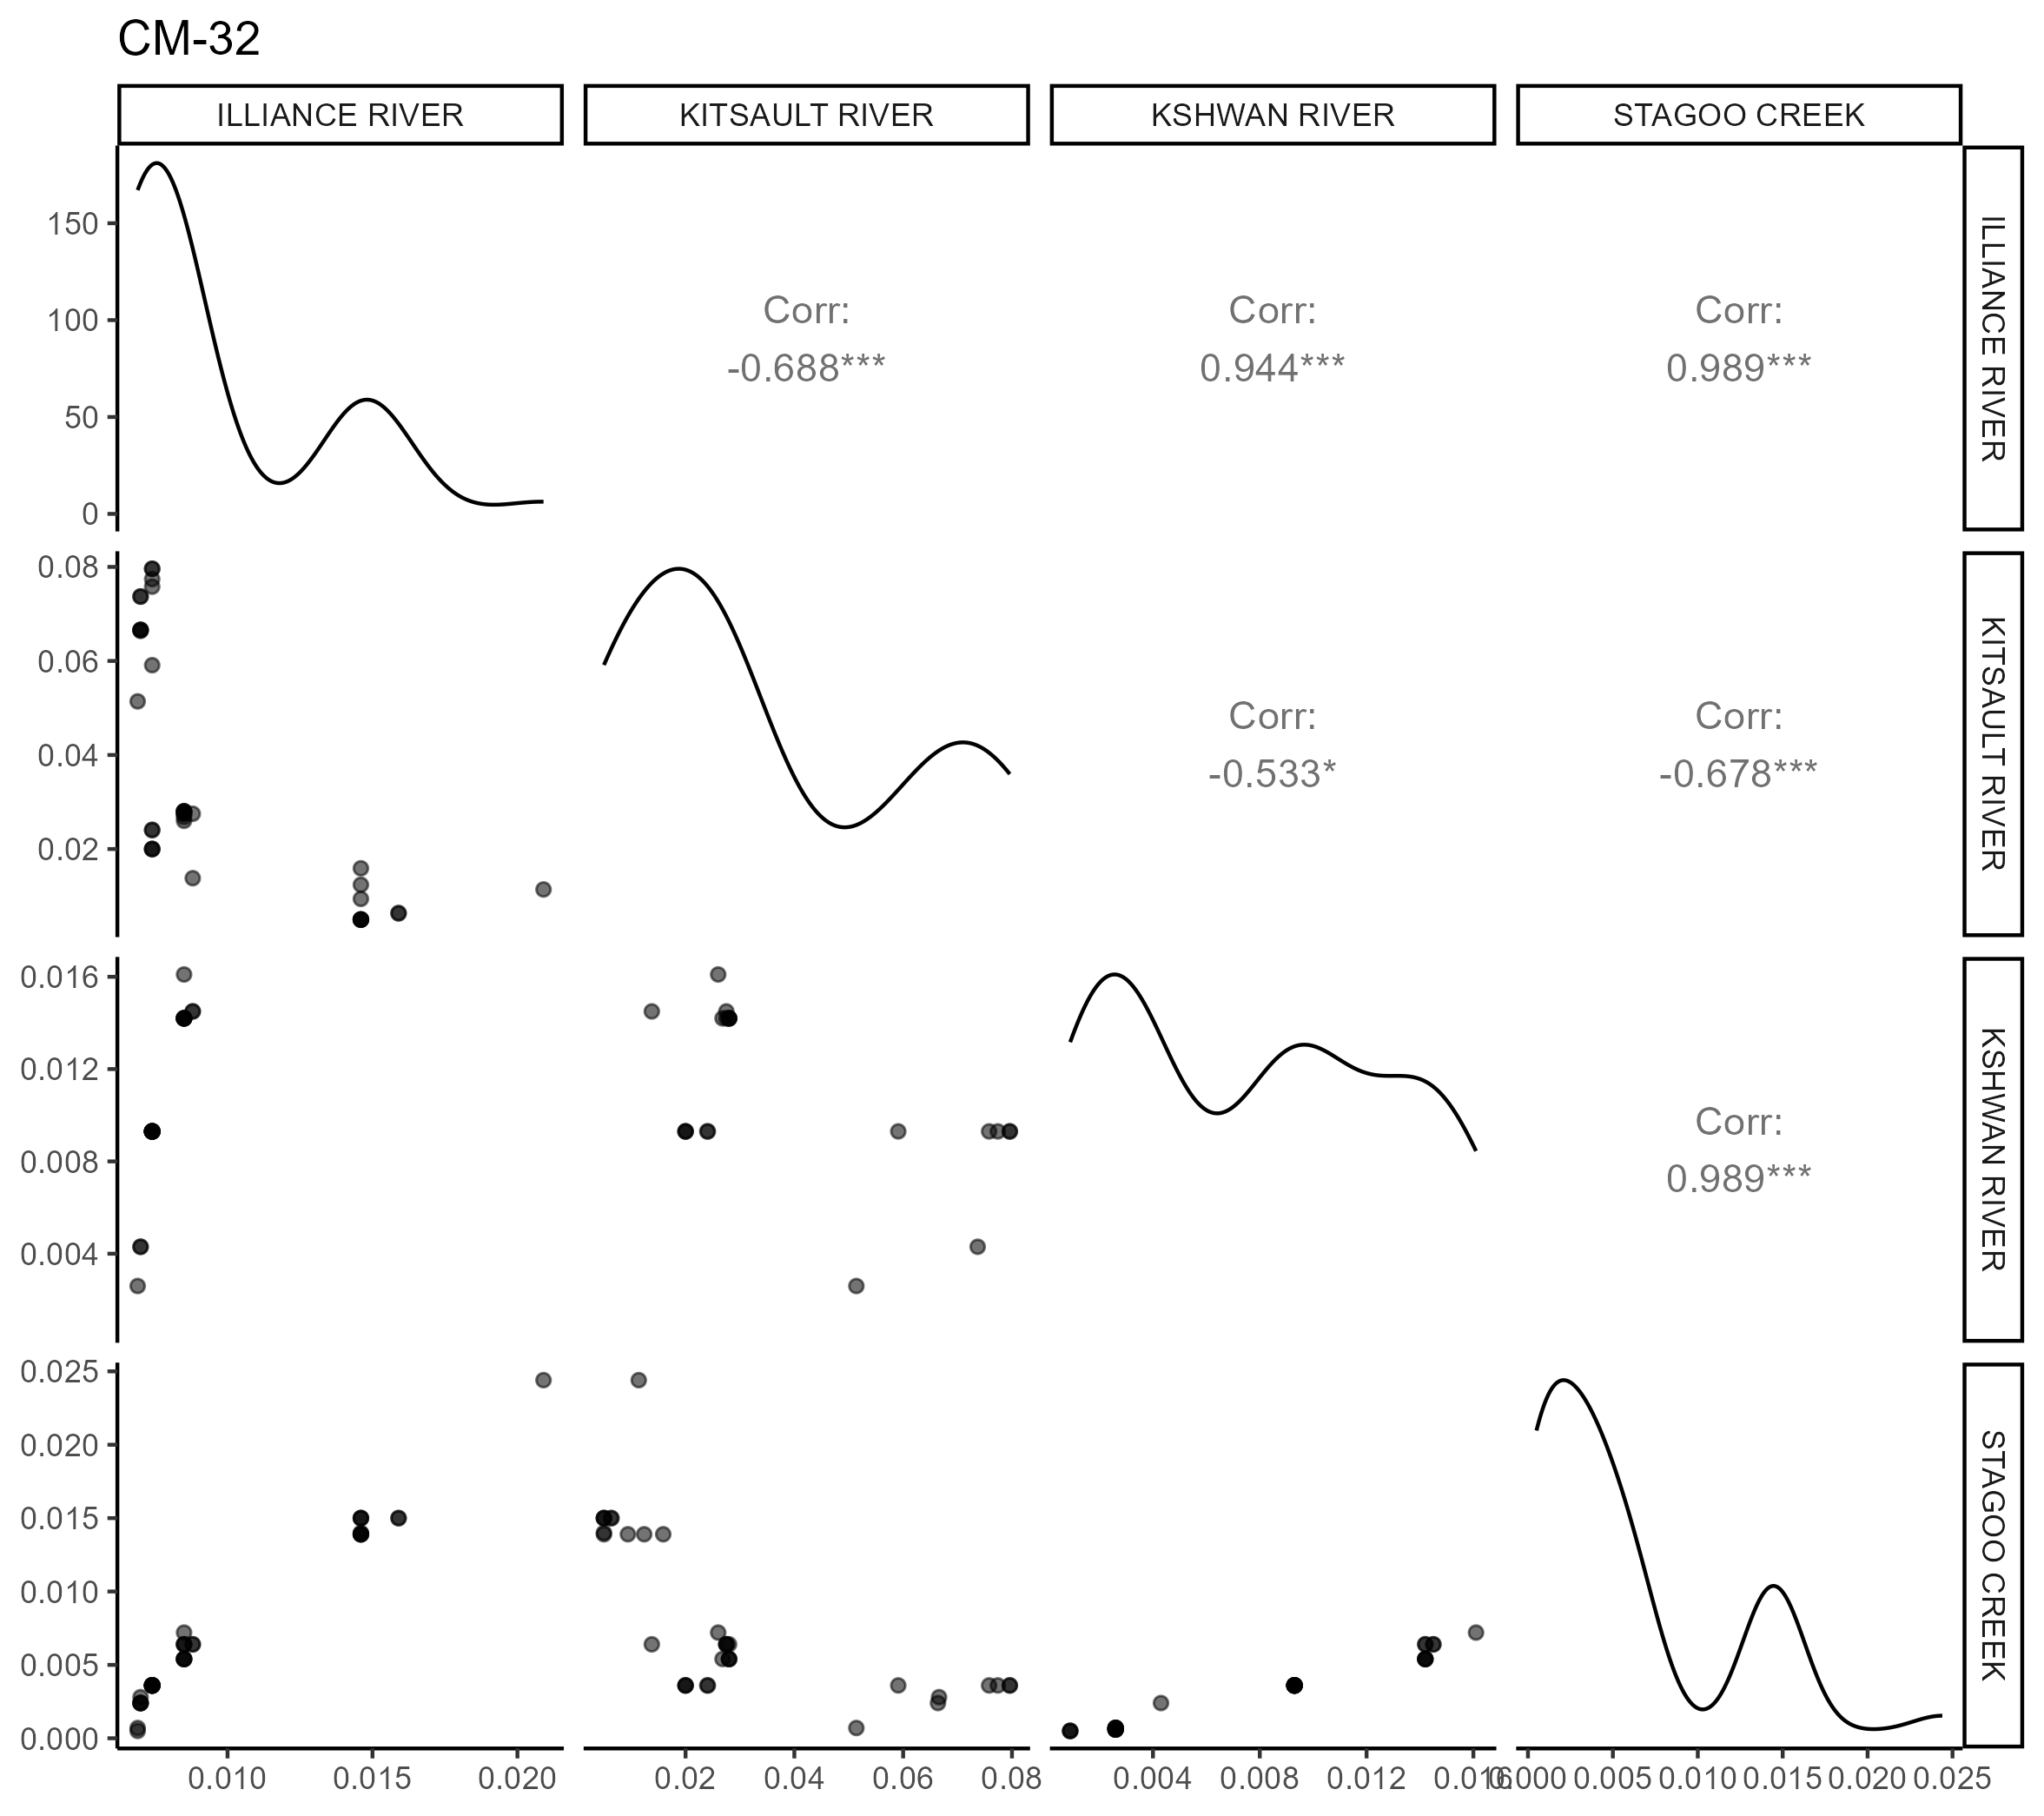 CM-32
ILLIANCE RIVER KITSAULT RIVER KSHWAN RIVER STAGOO CREEK
150
100
50
0
Corr: Corr: Corr:
-0.688*** 0.944*** 0.989***
ILLIANCE RIVER
0.08
0.06
0.04
0.02
Corr: Corr:
-0.533* -0.678***
KITSAULT RIVER
0.016
0.012
0.008
0.004
Corr:
0.989***
KSHWAN RIVER
0.025
0.020
0.015
0.010
0.005
0.000
STAGOO CREEK
0.010 0.015 0.020 0.02 0.04 0.06 0.08 0.004 0.008 0.012 0.016 0.000 0.005 0.010 0.015 0.020 0.025